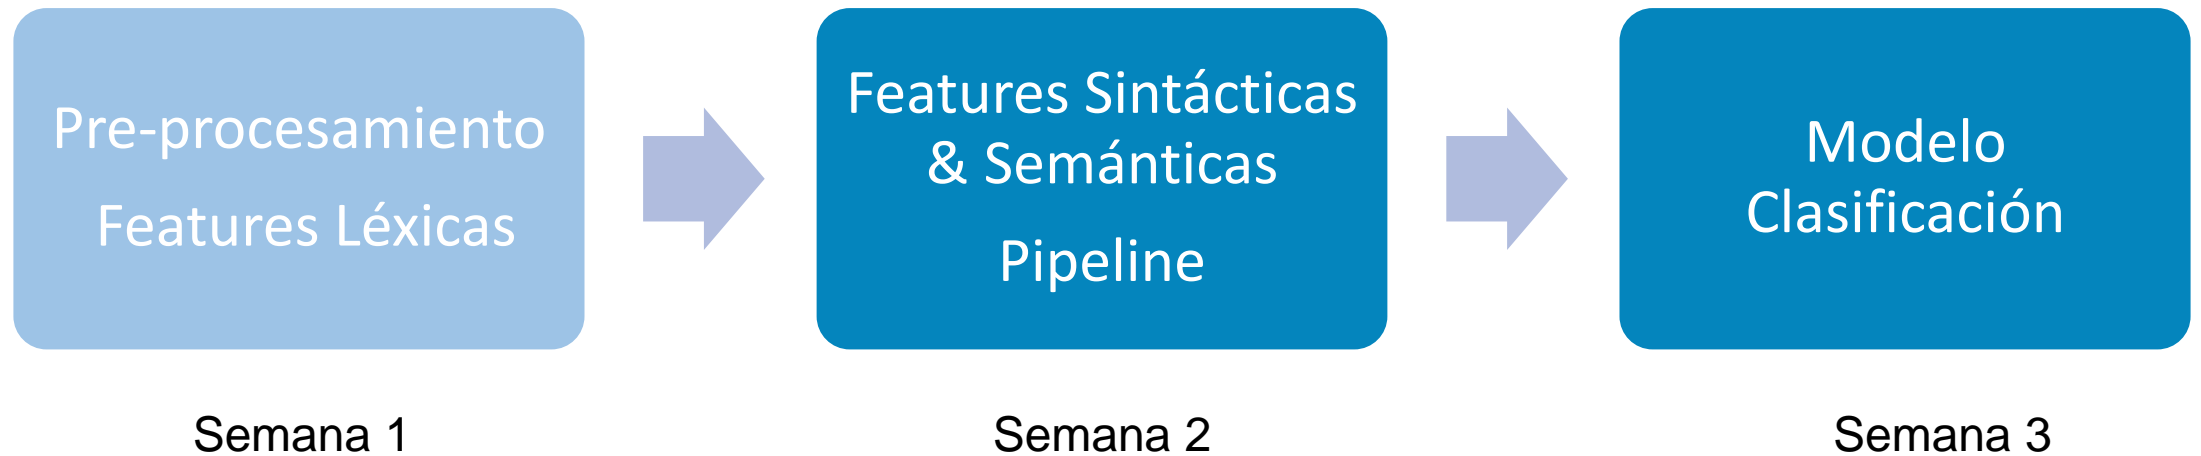 Pre-procesamiento
Features Léxicas
Features Sintácticas
& Semánticas
Pipeline
Modelo
Clasificación
Semana 1
Semana 2
Semana 3